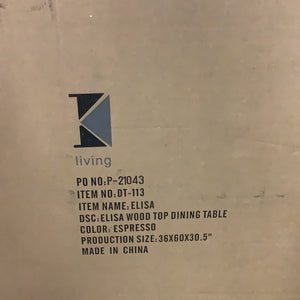 K
living
PO NO: P-21043
ITEM NO: DT-113
ITEM NAME: ELISA
DSC: ELISA WOOD TOP DINING TABLE
COLOR: ESPRESSO
PRODUCTION SIZE: 36X60X30.5"
MADE IN CHINA